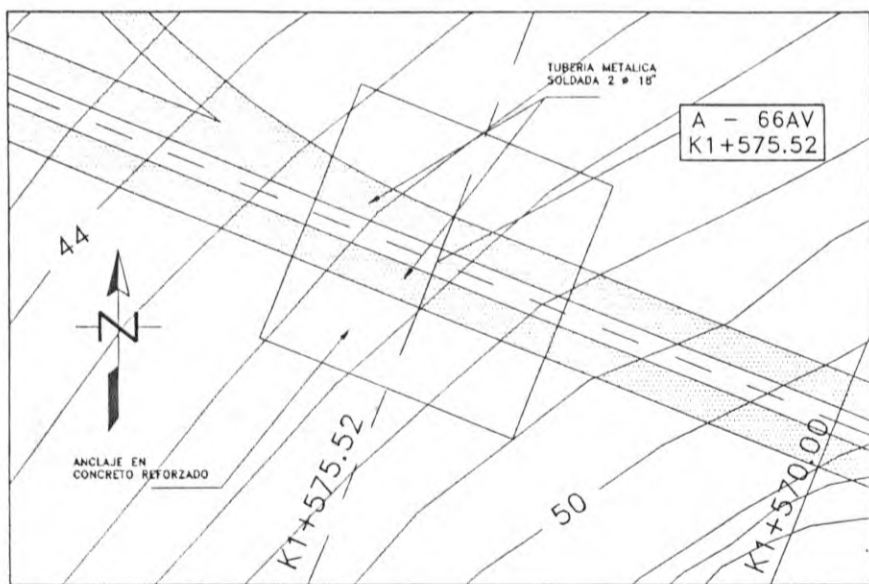 TUBERIA METALICA
SOLDADA 2 ø 18"
A - 66AV
K1+575.52
44
N
ANCLAJE EN
CONCRETO REFORZADO
K1+575.52
50
K1+570.00